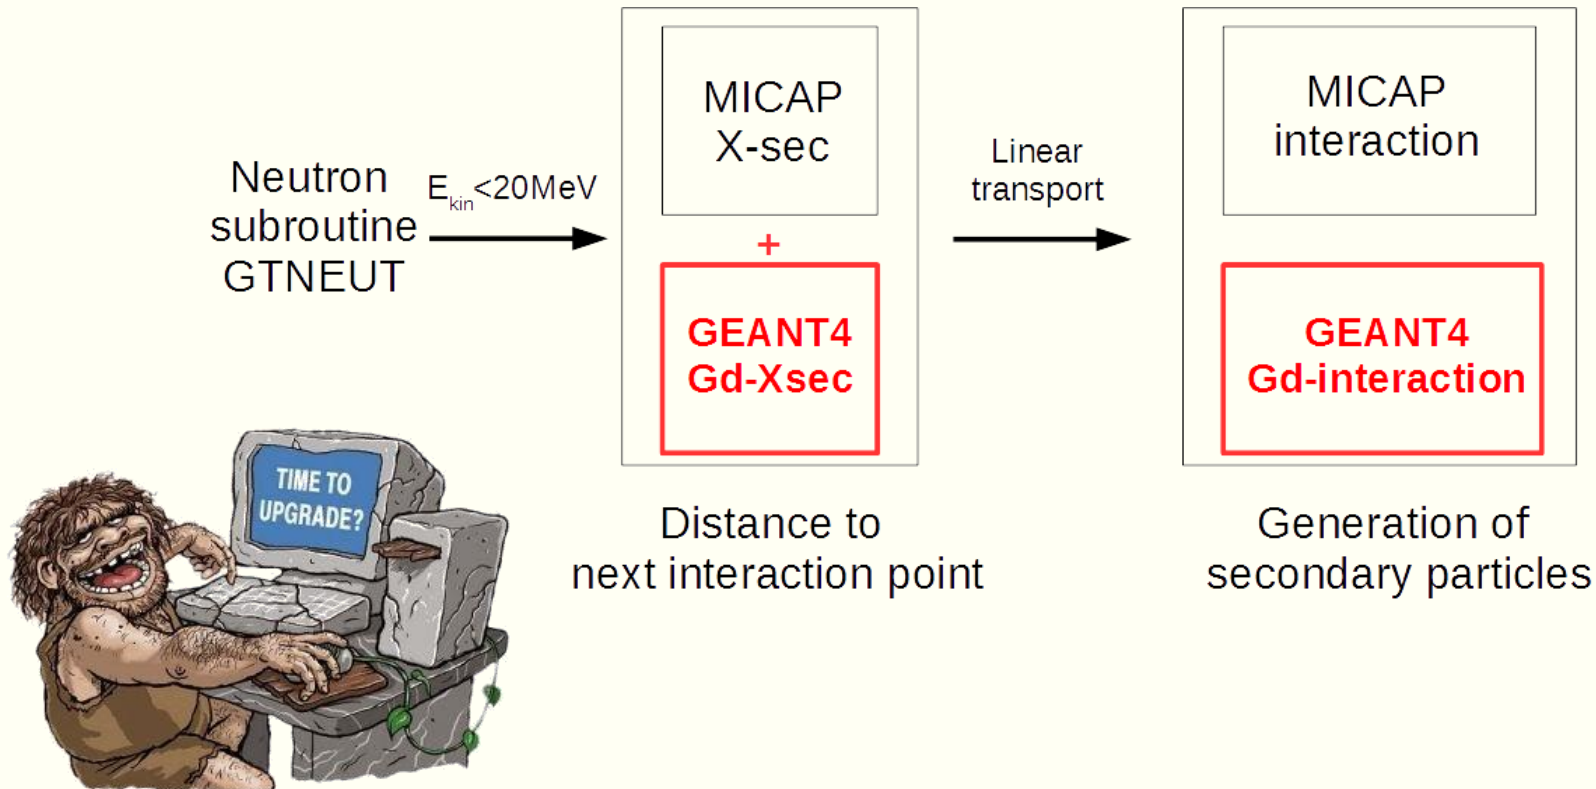 Neutron
subroutine
GTNEUT
E_kin<20MeV
MICAP
X-sec
+
GEANT4
Gd-Xsec
Distance to
next interaction point
Linear
transport
MICAP
interaction
GEANT4
Gd-interaction
Generation of
secondary particles
TIME TO
UPGRADE?